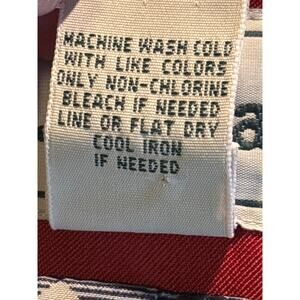 MACHINE WASH COLD
WITH LIKE COLORS
ONLY NON-CHLORINE
BLEACH IF NEEDED
LINE OR FLAT DRY
COOL IRON
IF NEEDED